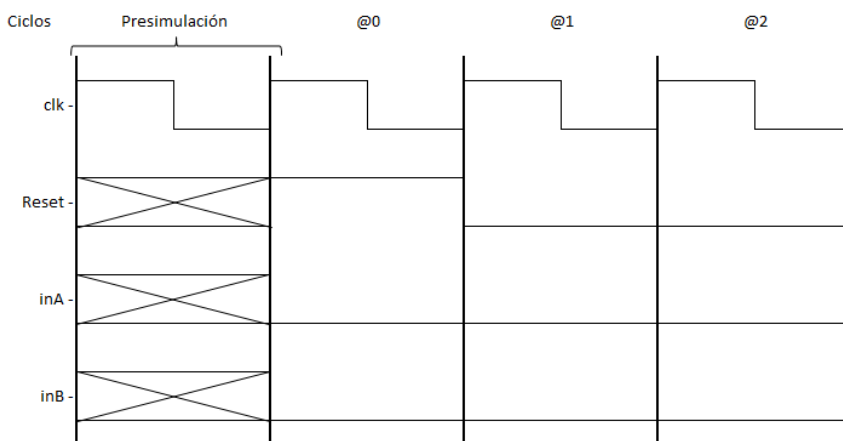 Ciclos Presimulación @0 @1 @2
clk -
Reset -
inA -
inB -